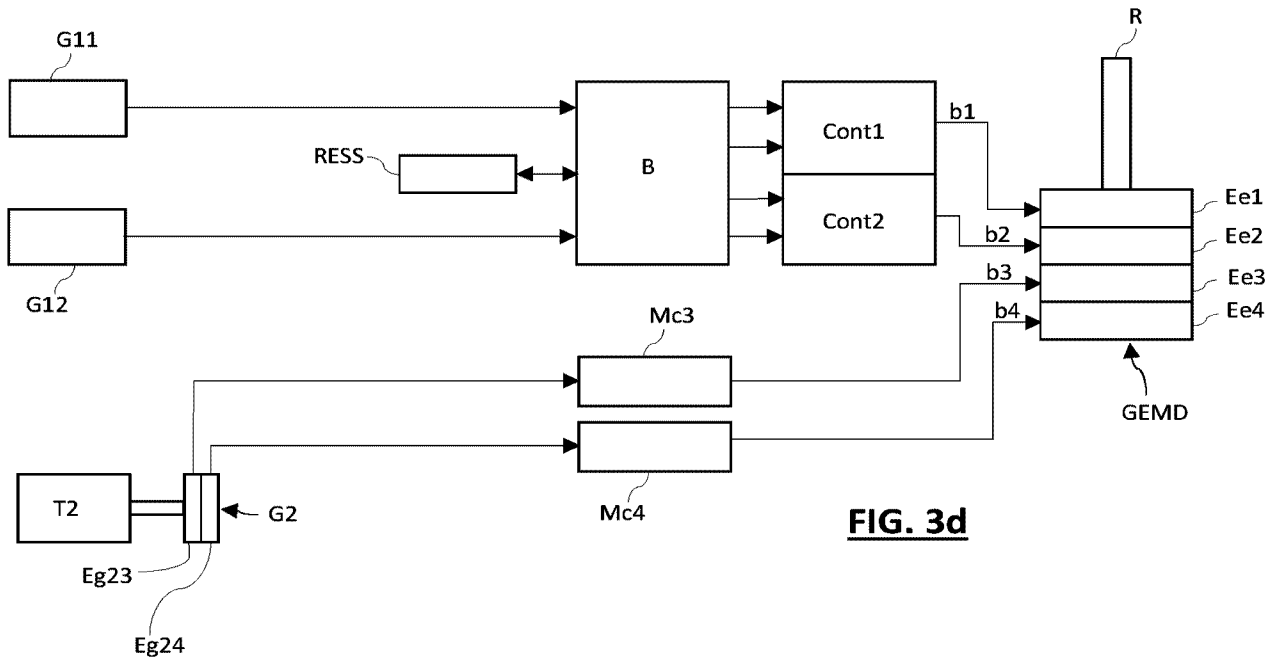 R
G11
b1
Cont1
RESS
B
Ee1
Cont2
b2
Ee2
b3
Ee3
G12
b4
Ee4
Mc3
GEMD
T2
G2
Mc4
FIG. 3d
Eg23
Eg24